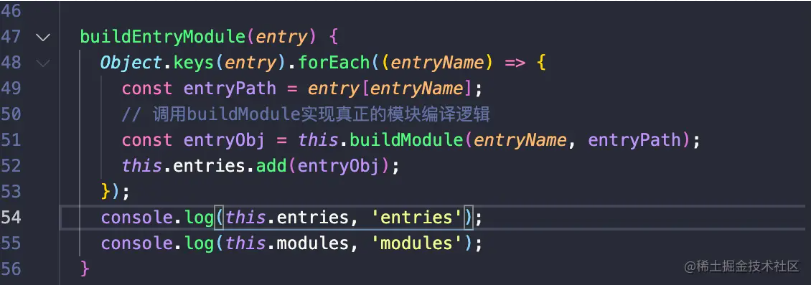 46
47 buildEntryModule(entry) {
48 Object.keys(entry).forEach((entryName) => {
49 const entryPath = entry[entryName];
50 // 调用buildModule实现真正的模块编译逻辑
51 const entryObj = this.buildModule(entryName, entryPath);
52 this.entries.add(entryObj);
53 });
54 console.log(this.entries, 'entries');
55 console.log(this.modules, 'modules');
56 }
@稀土掘金技术社区